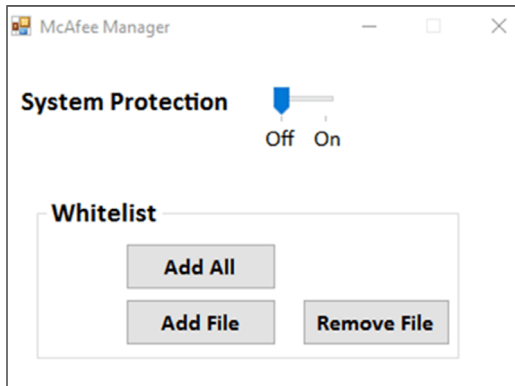 McAfee Manager
System Protection
Off On
Whitelist
Add All
Add File Remove File